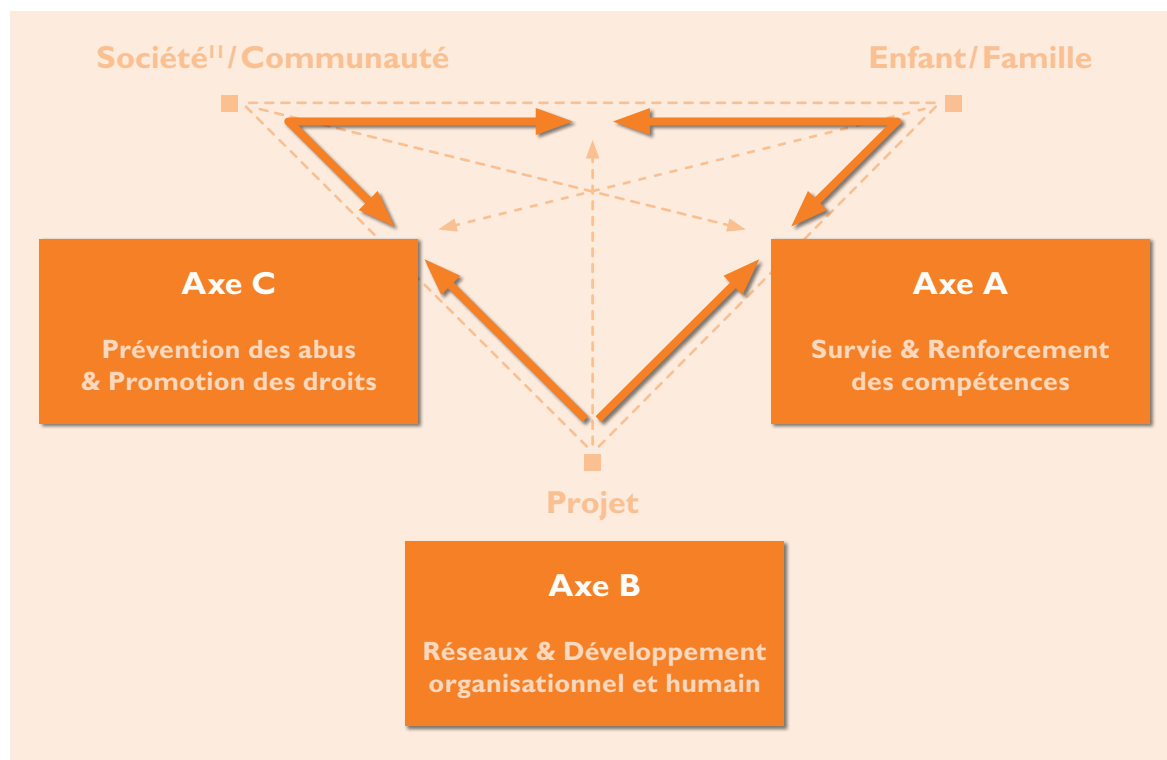 Société¹¹/Communauté
Enfant/Famille
Axe C
Prévention des abus
& Promotion des droits
Axe A
Survie & Renforcement
des compétences
Projet
Axe B
Réseaux & Développement
organisationnel et humain